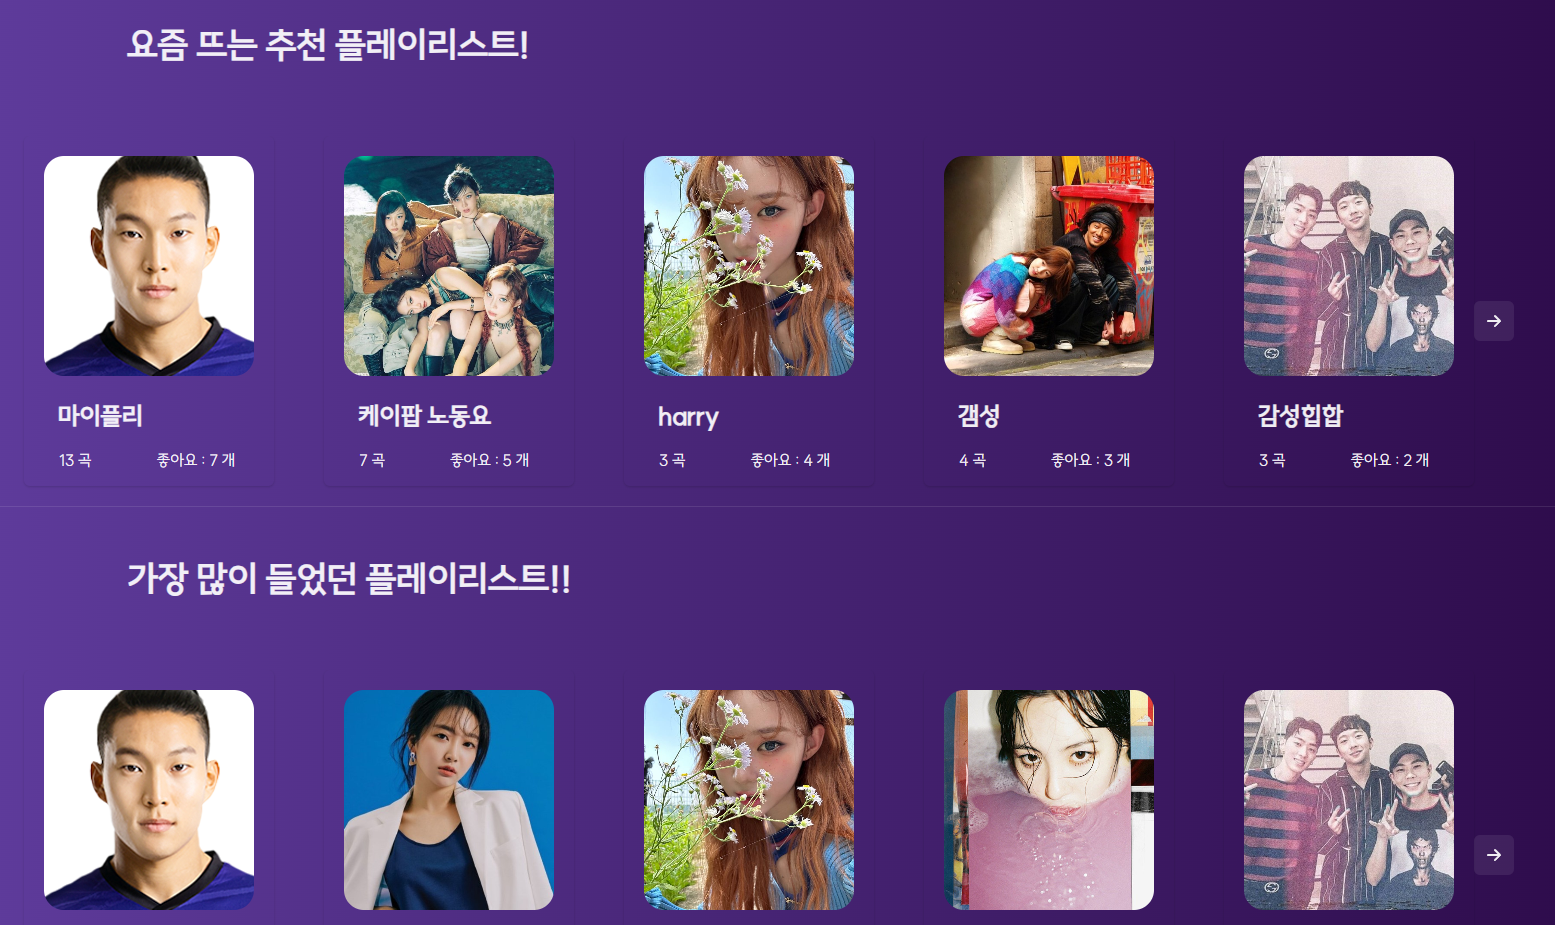 요즘 뜨는 추천 플레이리스트!
마이플리
13 곡 좋아요 : 7 개
케이팝 노동요
7 곡 좋아요 : 5 개
harry
3 곡 좋아요 : 4 개
갬성
4 곡 좋아요 : 3 개
감성힙합
3 곡 좋아요 : 2 개
가장 많이 들었던 플레이리스트!!